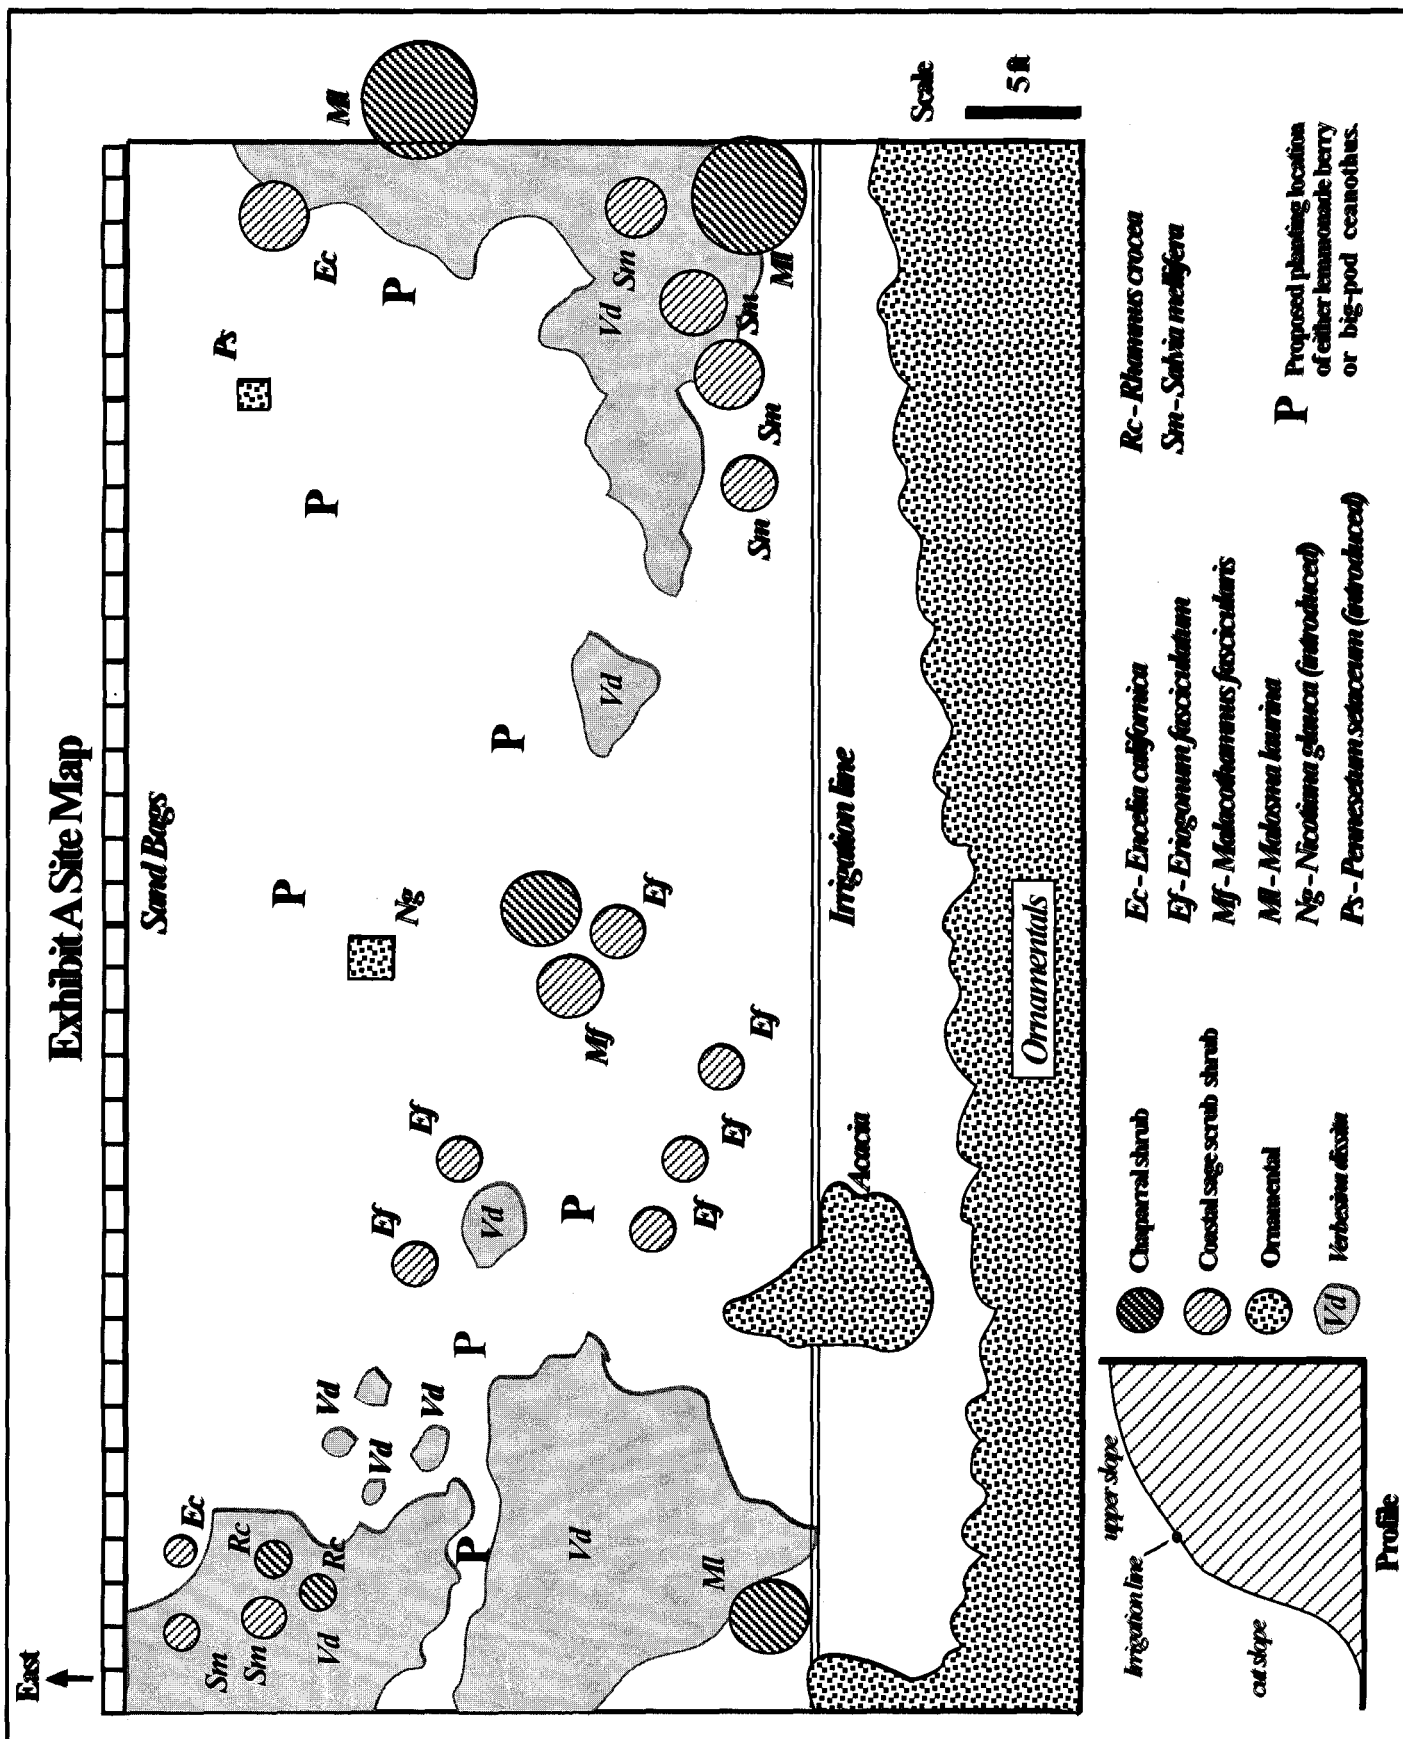 Exhibit A Site Map
East
Sand Bags
Ec
Sm
Sm
Rc
Rc
Vd
Vd
Vd
Vd
Vd
Ml
P
P
Ef
Ef
Vd
P
Ef
Ef
Ef
Mf
Ef
Ng
P
P
Vd
P
Ps
P
Ec
Ml
Vd
Sm
Sm
Sm
Sm
Ml
Acacia
Irrigation line
Ornamentals
Scale
5 ft
Irrigation line
upper slope
cut slope
Profile
Chaparral shrub
Coastal sage scrub shrub
Ornamental
Vd Verbesina dissita
Ec - Encelia californica
Ef - Eriogonum fasciculatum
Mf - Malacothamnus fascicularis
Ml - Malosma laurina
Ng - Nicotiana glauca (introduced)
Ps - Pennesetum setaceum (introduced)
Rc - Rhamnus crocea
Sm - Salvia mellifera
P Proposed planting location
of either lemonade berry
or big-pod ceanothus.